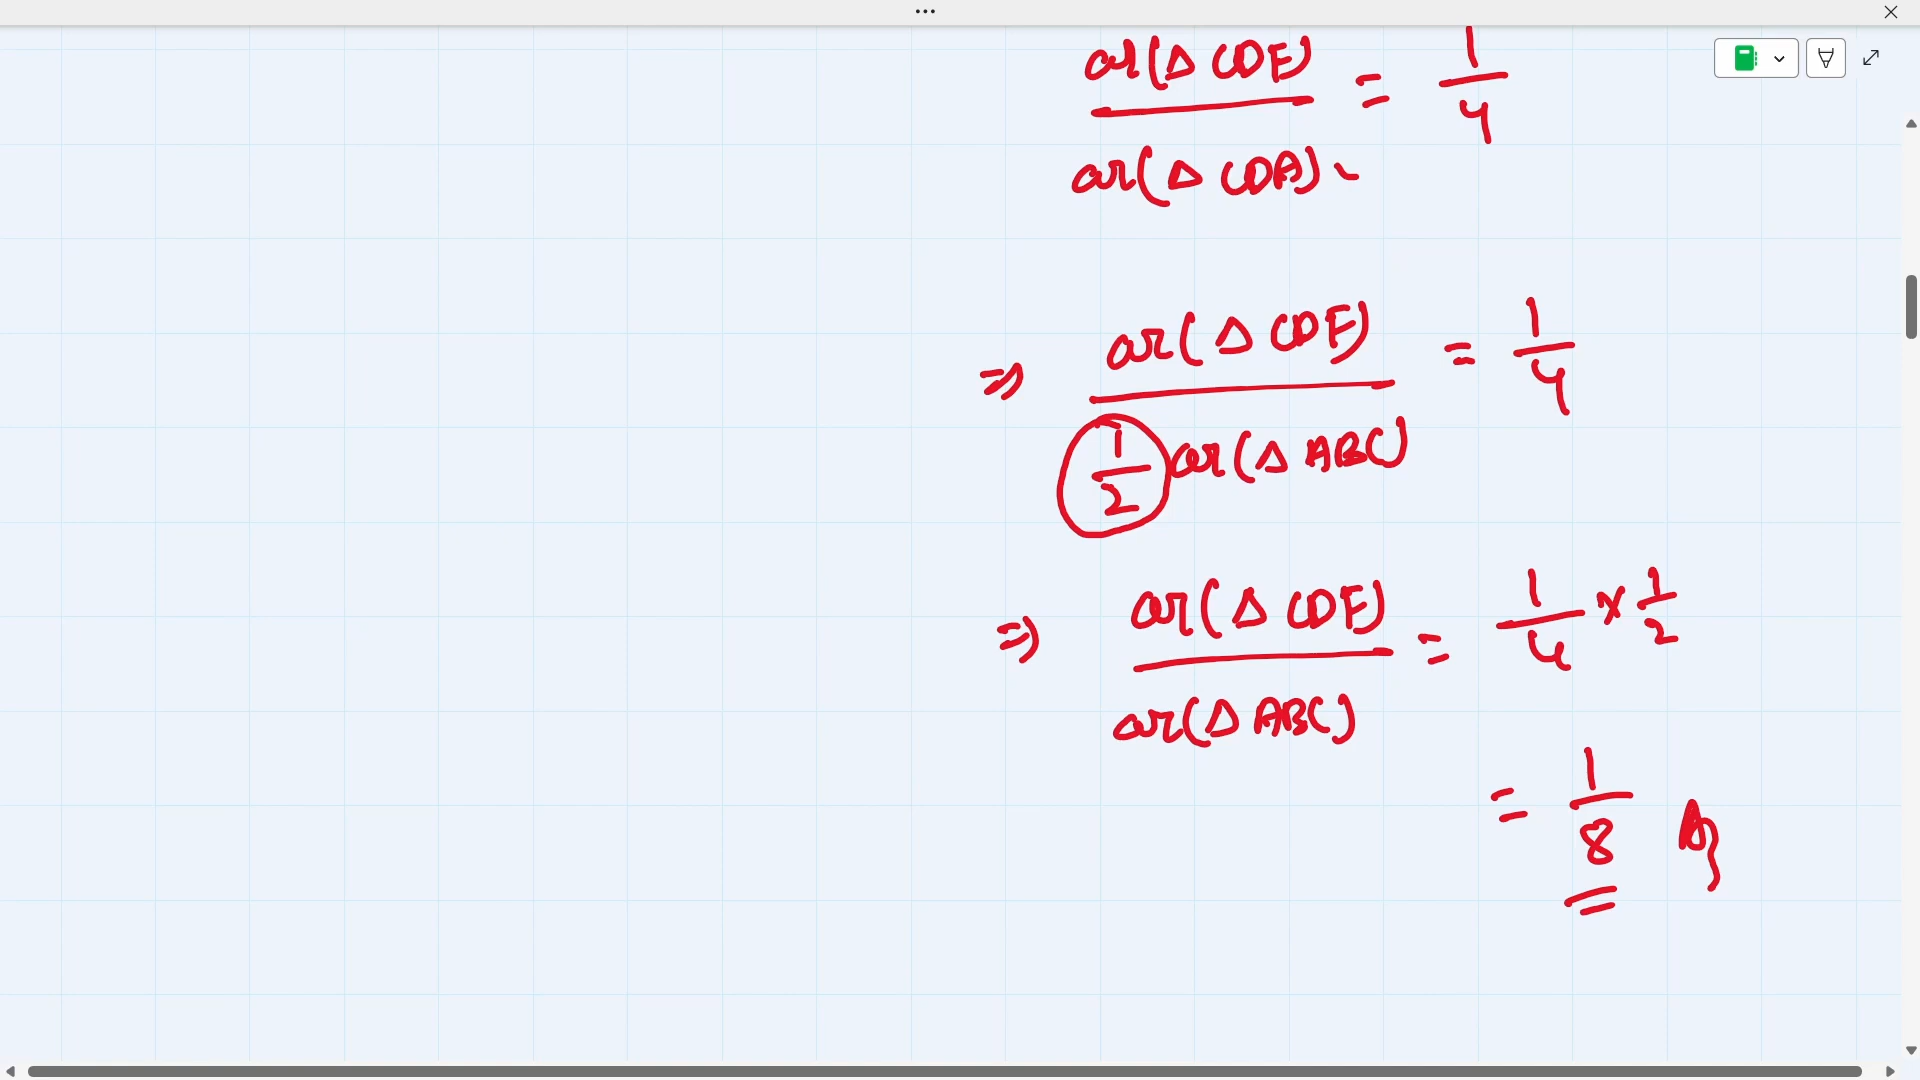 ar(Δ CDE) / ar(Δ CDA) = 1/4
⇒ ar(Δ CDE) / 1/2 ar(Δ ABC) = 1/4
⇒ ar(Δ CDE) / ar(Δ ABC) = 1/4 × 1/2
= 1/8